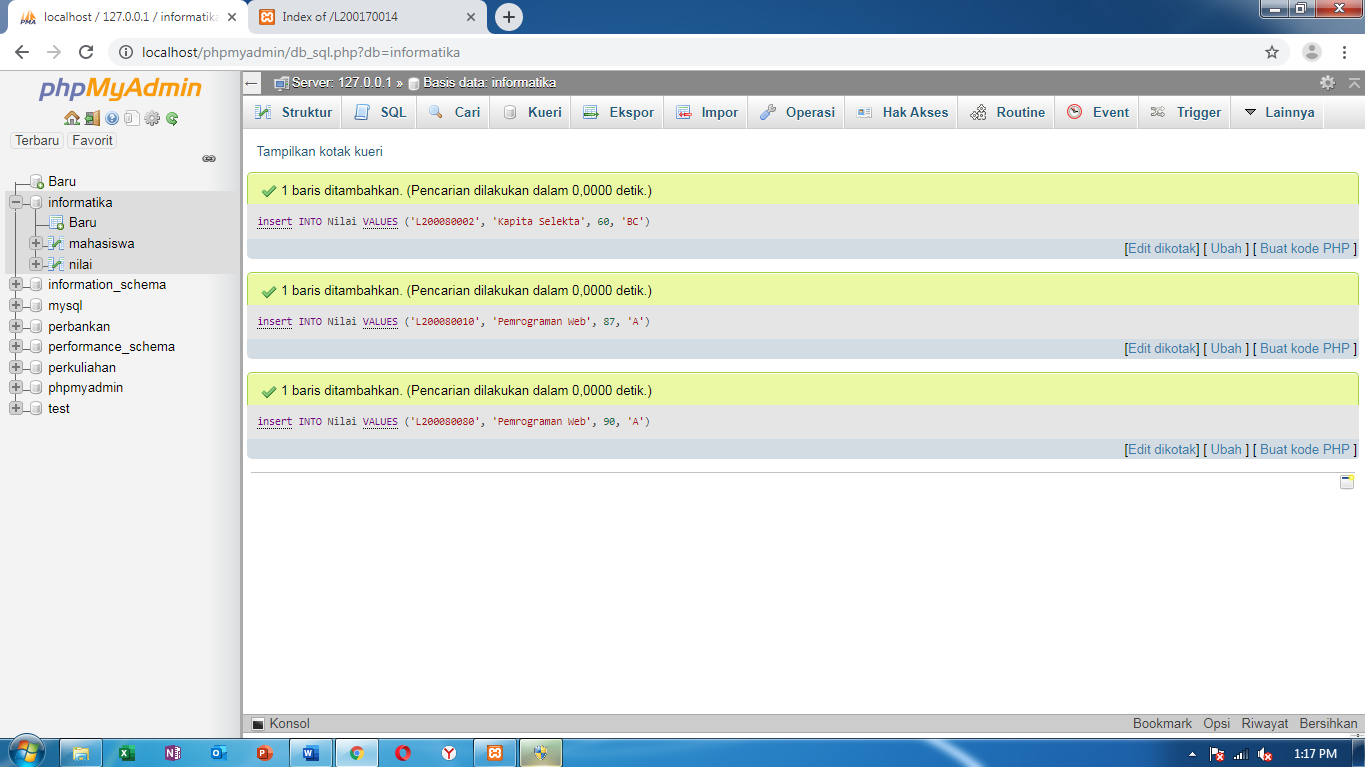 localhost / 127.0.0.1 / informatika
Index of /L200170014
localhost/phpmyadmin/db_sql.php?db=informatika
phpMyAdmin
Terbaru Favorit
Baru
informatika
Baru
mahasiswa
nilai
information_schema
mysql
perbankan
performance_schema
perkuliahan
phpmyadmin
test
Server: 127.0.0.1 » Basis data: informatika
Struktur SQL Cari Kueri Ekspor Impor Operasi Hak Akses Routine Event Trigger Lainnya
Tampilkan kotak kueri
1 baris ditambahkan. (Pencarian dilakukan dalam 0,0000 detik.)
insert INTO Nilai VALUES ('L200080002', 'Kapita Selekta', 60, 'BC')
[Edit dikotak] [ Ubah ] [ Buat kode PHP ]
1 baris ditambahkan. (Pencarian dilakukan dalam 0,0000 detik.)
insert INTO Nilai VALUES ('L200080010', 'Pemrograman Web', 87, 'A')
[Edit dikotak] [ Ubah ] [ Buat kode PHP ]
1 baris ditambahkan. (Pencarian dilakukan dalam 0,0000 detik.)
insert INTO Nilai VALUES ('L200080080', 'Pemrograman Web', 90, 'A')
[Edit dikotak] [ Ubah ] [ Buat kode PHP ]
Konsol
Bookmark Opsi Riwayat Bersihkan
1:17 PM